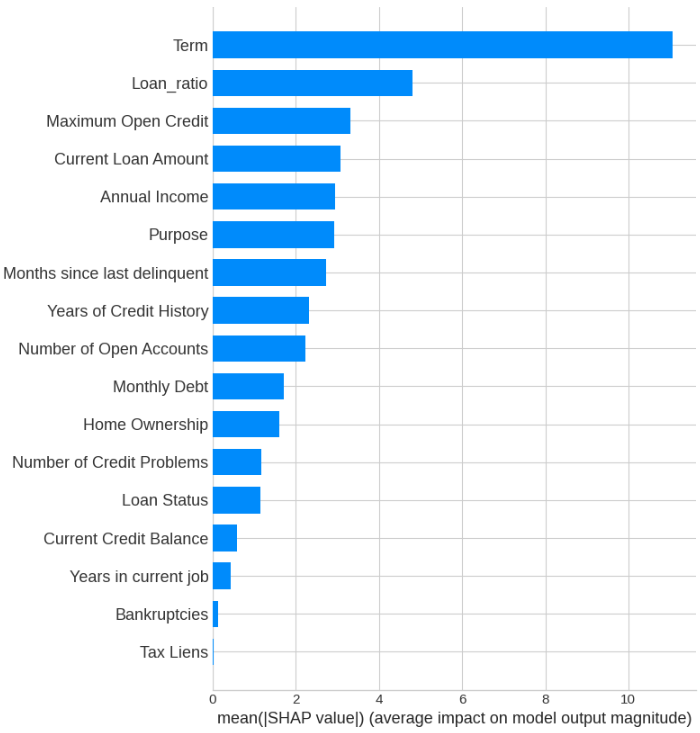 Term
Loan_ratio
Maximum Open Credit
Current Loan Amount
Annual Income
Purpose
Months since last delinquent
Years of Credit History
Number of Open Accounts
Monthly Debt
Home Ownership
Number of Credit Problems
Loan Status
Current Credit Balance
Years in current job
Bankruptcies
Tax Liens
0 2 4 6 8 10
mean(|SHAP value|) (average impact on model output magnitude)